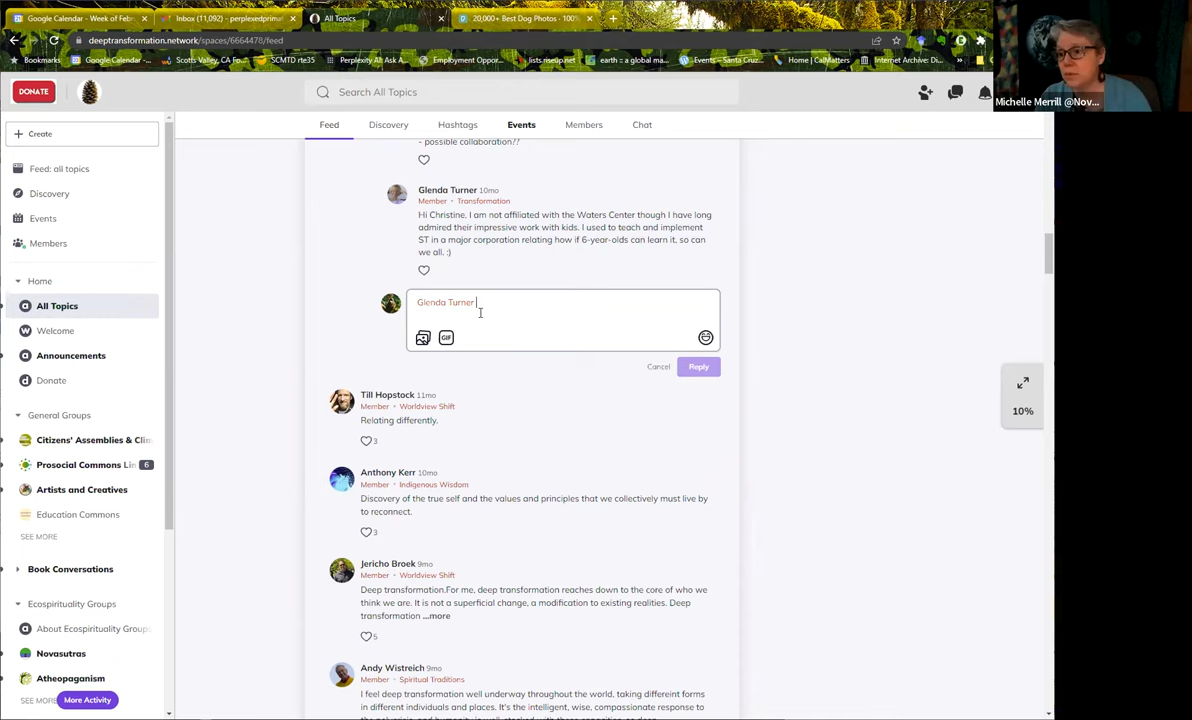 Google Calendar - Week of Febr
Inbox (11,092) - perplexedprimat
All Topics
20,000+ Best Dog Photos · 100%
deeptransformation.network/spaces/6664478/feed
Bookmarks
Google Calendar -...
Scotts Valley, CA Fo...
SCMTD rte35
Perplexity AI: Ask A...
Employment Oppor...
lists.riseup.net
earth :: a global ma...
Events – Santa Cruz...
Home | CalMatters
Internet Archive: Di...
Michelle Merrill @Nov...
DONATE
Search All Topics
Create
Feed Discovery Hashtags Events Members Chat
Feed: all topics
Discovery
Events
Members
Home
All Topics
Welcome
Announcements
Donate
General Groups
Citizens' Assemblies & Clim
Prosocial Commons Lin 6
Artists and Creatives
Education Commons
SEE MORE
Book Conversations
Ecospirituality Groups
About Ecospirituality Groups
Novasutras
Atheopaganism
SEE MORE
More Activity
- possible collaboration??
Glenda Turner 10mo
Member • Transformation
Hi Christine, I am not affiliated with the Waters Center though I have long
admired their impressive work with kids. I used to teach and implement
ST in a major corporation relating how if 6-year-olds can learn it, so can
we all. :)
Glenda Turner
GIF
Cancel Reply
Till Hopstock 11mo
Member • Worldview Shift
Relating differently.
3
Anthony Kerr 10mo
Member • Indigenous Wisdom
Discovery of the true self and the values and principles that we collectively must live by
to reconnect.
3
Jericho Broek 9mo
Member • Worldview Shift
Deep transformation.For me, deep transformation reaches down to the core of who we
think we are. It is not a superficial change, a modification to existing realities. Deep
transformation ...more
5
Andy Wistreich 9mo
Member • Spiritual Traditions
I feel deep transformation well underway throughout the world, taking different forms
in different individuals and places. It's the intelligent, wise, compassionate response to
10%